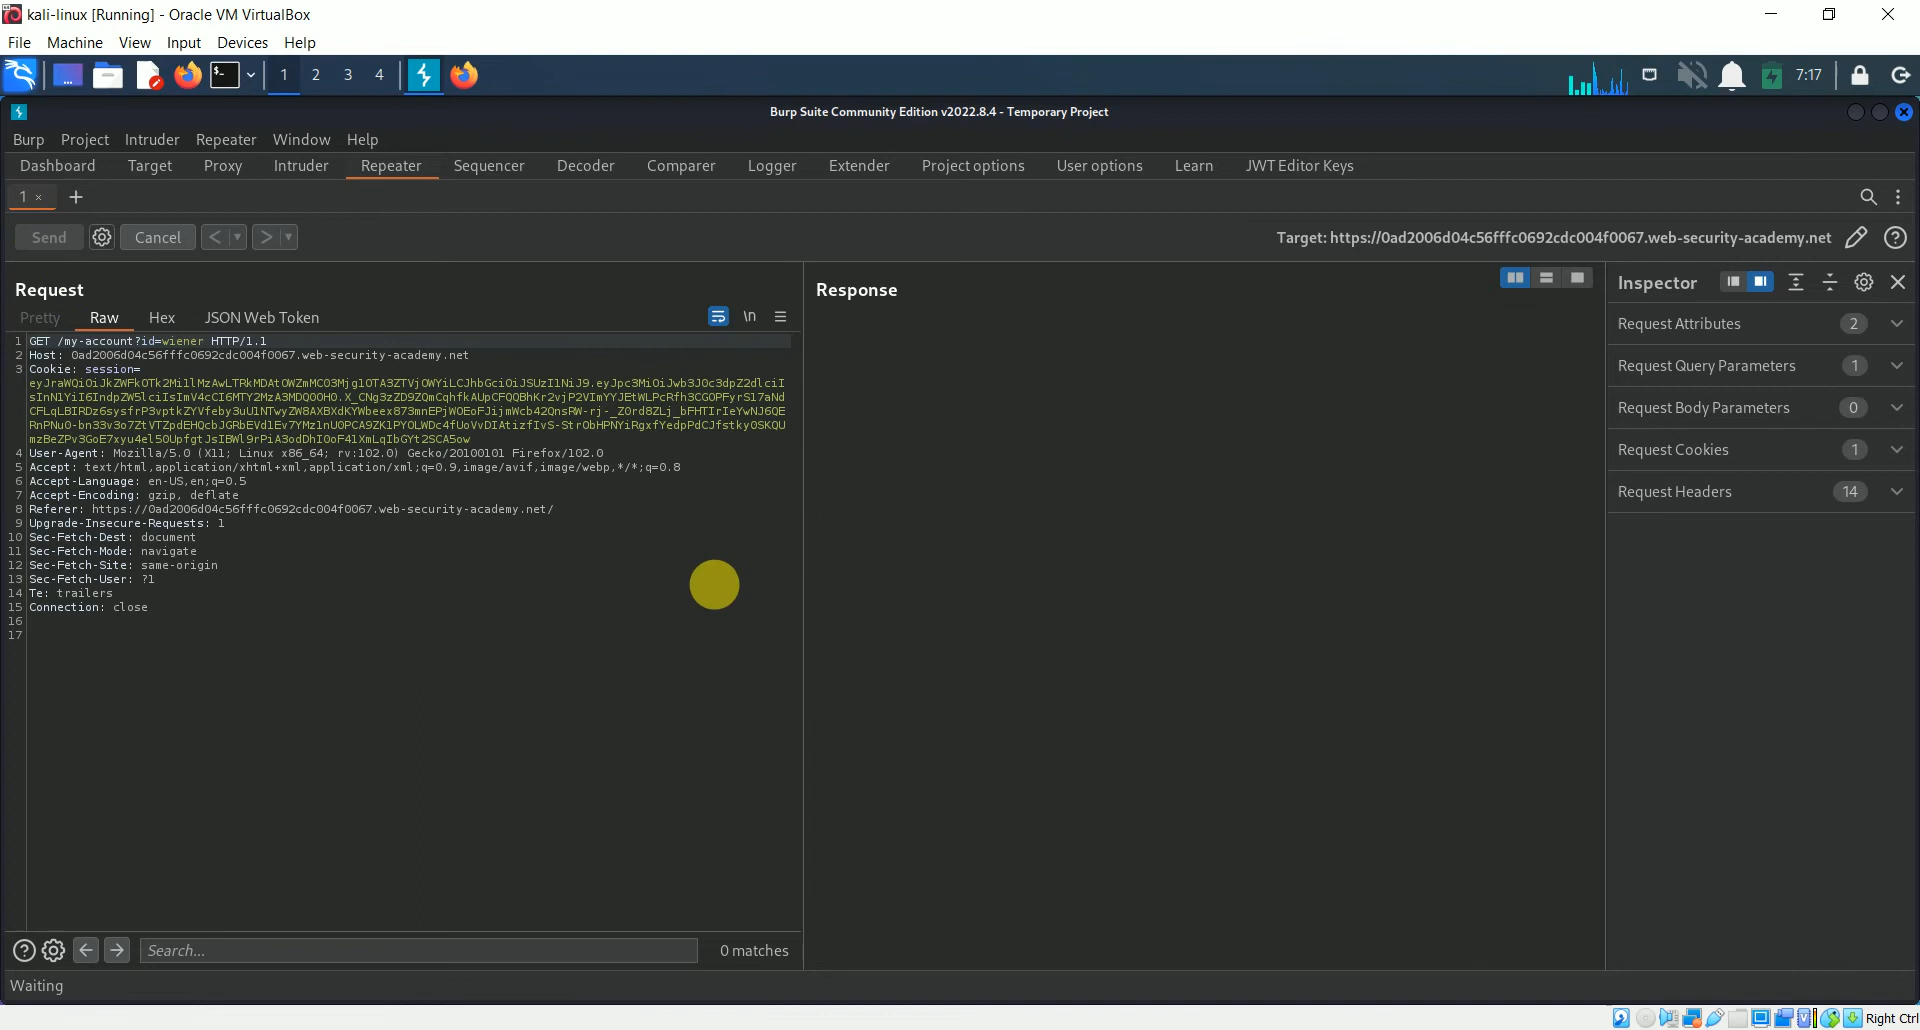 kali-linux [Running] - Oracle VM VirtualBox
File Machine View Input Devices Help
1 2 3 4 7:17
Burp Suite Community Edition v2022.8.4 - Temporary Project
Burp Project Intruder Repeater Window Help
Dashboard Target Proxy Intruder Repeater Sequencer Decoder Comparer Logger Extender Project options User options Learn JWT Editor Keys
1 × +
Send Cancel < > Target: https://0ad2006d04c56fffc0692cdc004f0067.web-security-academy.net
Request
Pretty Raw Hex JSON Web Token \n
1 GET /my-account?id=wiener HTTP/1.1
2 Host: 0ad2006d04c56fffc0692cdc004f0067.web-security-academy.net
3 Cookie: session=
4 User-Agent: Mozilla/5.0 (X11; Linux x86_64; rv:102.0) Gecko/20100101 Firefox/102.0
5 Accept: text/html,application/xhtml+xml,application/xml;q=0.9,image/avif,image/webp,*/*;q=0.8
6 Accept-Language: en-US,en;q=0.5
7 Accept-Encoding: gzip, deflate
8 Referer: https://0ad2006d04c56fffc0692cdc004f0067.web-security-academy.net/
9 Upgrade-Insecure-Requests: 1
10 Sec-Fetch-Dest: document
11 Sec-Fetch-Mode: navigate
12 Sec-Fetch-Site: same-origin
13 Sec-Fetch-User: ?1
14 Te: trailers
15 Connection: close
16
17
Search... 0 matches
Response
Inspector
Request Attributes 2
Request Query Parameters 1
Request Body Parameters 0
Request Cookies 1
Request Headers 14
Waiting
Right Ctrl